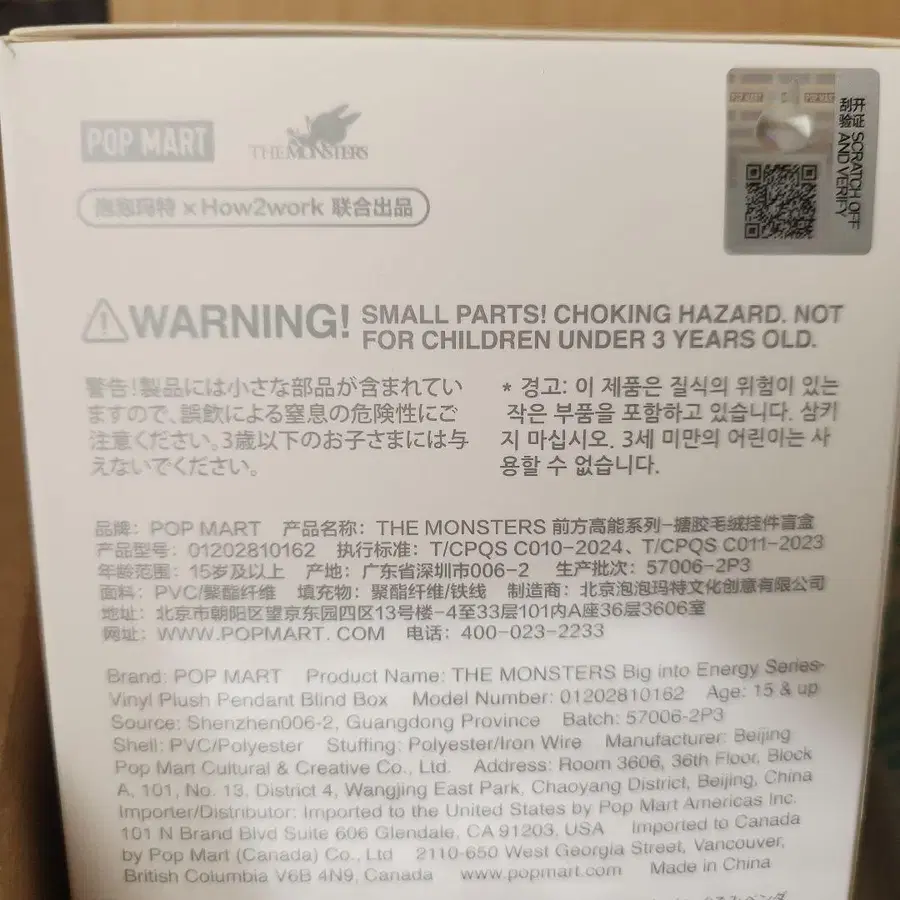 POP MART
THE MONSTERS
POP MART
POP MART
刮开
验证
SCRATCH OFF
AND VERIFY
泡泡玛特 × How2work 联合出品
WARNING! SMALL PARTS! CHOKING HAZARD. NOT
FOR CHILDREN UNDER 3 YEARS OLD.
警告!製品には小さな部品が含まれてい
ますので、誤飲による窒息の危険性にご
注意ください。3歳以下のお子さまには与
えないでください。
* 경고: 이 제품은 질식의 위험이 있는
작은 부품을 포함하고 있습니다. 삼키
지 마십시오. 3세 미만의 어린이는 사
용할 수 없습니다.
品牌: POP MART 产品名称: THE MONSTERS 前方高能系列-搪胶毛绒挂件盲盒
产品型号: 01202810162 执行标准: T/CPQS C010-2024、T/CPQS C011-2023
年龄范围: 15岁及以上 产地: 广东省深圳市006-2 生产批次: 57006-2P3
面料: PVC/聚酯纤维 填充物: 聚酯纤维/铁线 制造商: 北京泡泡玛特文化创意有限公司
地址: 北京市朝阳区望京东园四区13号楼-4至33层101内A座36层3606室
网址: WWW.POPMART.COM 电话: 400-023-2233
Brand: POP MART Product Name: THE MONSTERS Big into Energy Series-
Vinyl Plush Pendant Blind Box Model Number: 01202810162 Age: 15 & up
Source: Shenzhen006-2, Guangdong Province Batch: 57006-2P3
Shell: PVC/Polyester Stuffing: Polyester/Iron Wire Manufacturer: Beijing
Pop Mart Cultural & Creative Co., Ltd. Address: Room 3606, 36th Floor, Block
A, 101, No. 13, District 4, Wangjing East Park, Chaoyang District, Beijing, China
Importer/Distributor: Imported to the United States by Pop Mart Americas Inc.
101 N Brand Blvd Suite 606 Glendale, CA 91203, USA Imported to Canada
by Pop Mart (Canada) Co., Ltd 2110-650 West Georgia Street, Vancouver,
British Columbia V6B 4N9, Canada www.popmart.com Made in China